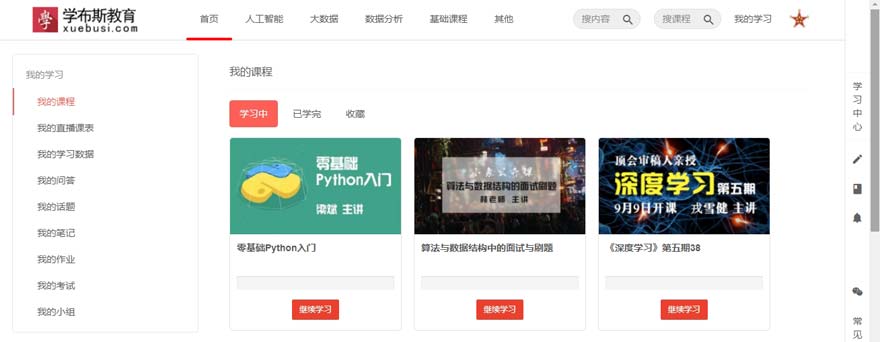 學 学布斯教育
xuebusi.com
首页 人工智能 大数据 数据分析 基础课程 其他 搜内容 搜课程 我的学习
我的学习
我的课程
我的直播课表
我的学习数据
我的问答
我的话题
我的笔记
我的作业
我的考试
我的小组
我的课程
学习中 已学完 收藏
零基础
Python入门
梁斌 主讲
零基础Python入门
继续学习
小象公开课
算法与数据结构的面试刷题
林老师 主讲
算法与数据结构中的面试与刷题
继续学习
顶会审稿人亲授
深度学习第五期
9月9日开课 戎雪健 主讲
《深度学习》第五期38
继续学习
学习中心
常见